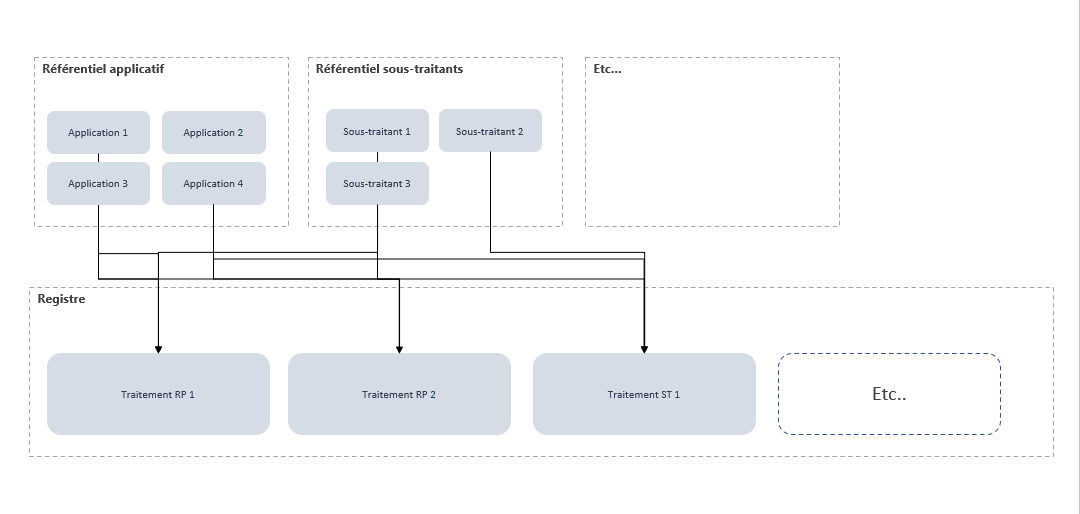 Référentiel applicatif
Référentiel sous-traitants
Etc...
Application 1
Application 2
Sous-traitant 1
Sous-traitant 2
Application 3
Application 4
Sous-traitant 3
Registre
Traitement RP 1
Traitement RP 2
Traitement ST 1
Etc..